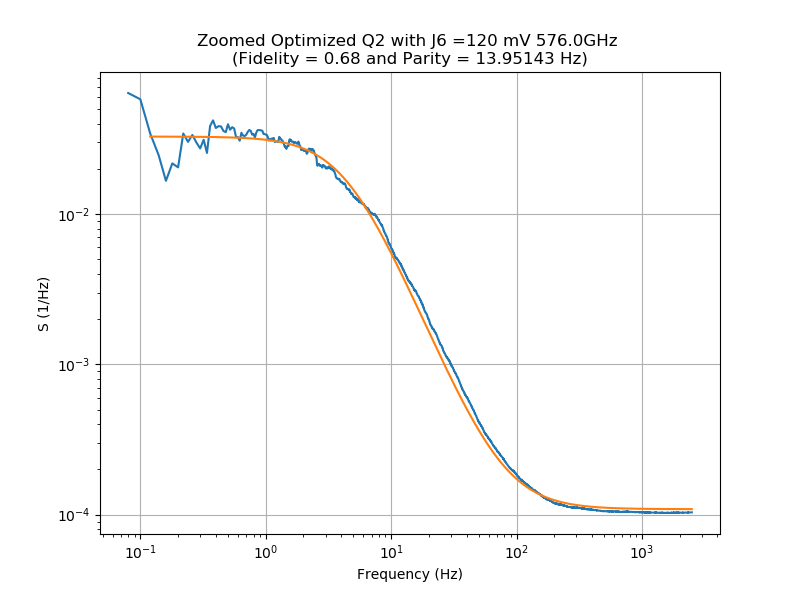 Zoomed Optimized Q2 with J6 =120 mV 576.0GHz
(Fidelity = 0.68 and Parity = 13.95143 Hz)
S (1/Hz)
10⁻²
10⁻³
10⁻⁴
10⁻¹ 10⁰ 10¹ 10² 10³
Frequency (Hz)